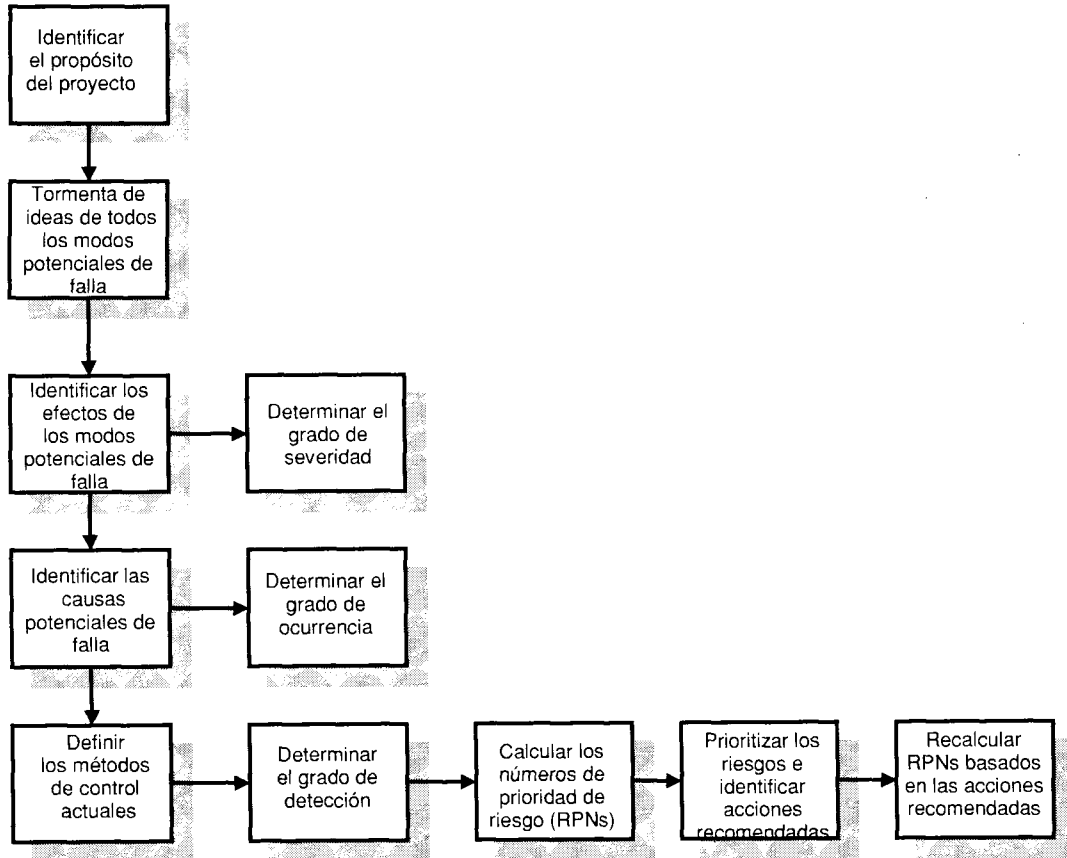 Identificar
el propósito
del proyecto
Tormenta de
ideas de todos
los modos
potenciales de
falla
Identificar los
efectos de
los modos
potenciales de
falla
Determinar el
grado de
severidad
Identificar las
causas
potenciales de
falla
Determinar el
grado de
ocurrencia
Definir
los métodos
de control
actuales
Determinar
el grado de
detección
Calcular los
números de
prioridad de
riesgo (RPNs)
Prioritizar los
riesgos e
identificar
acciones
recomendadas
Recalcular
RPNs basados
en las acciones
recomendadas